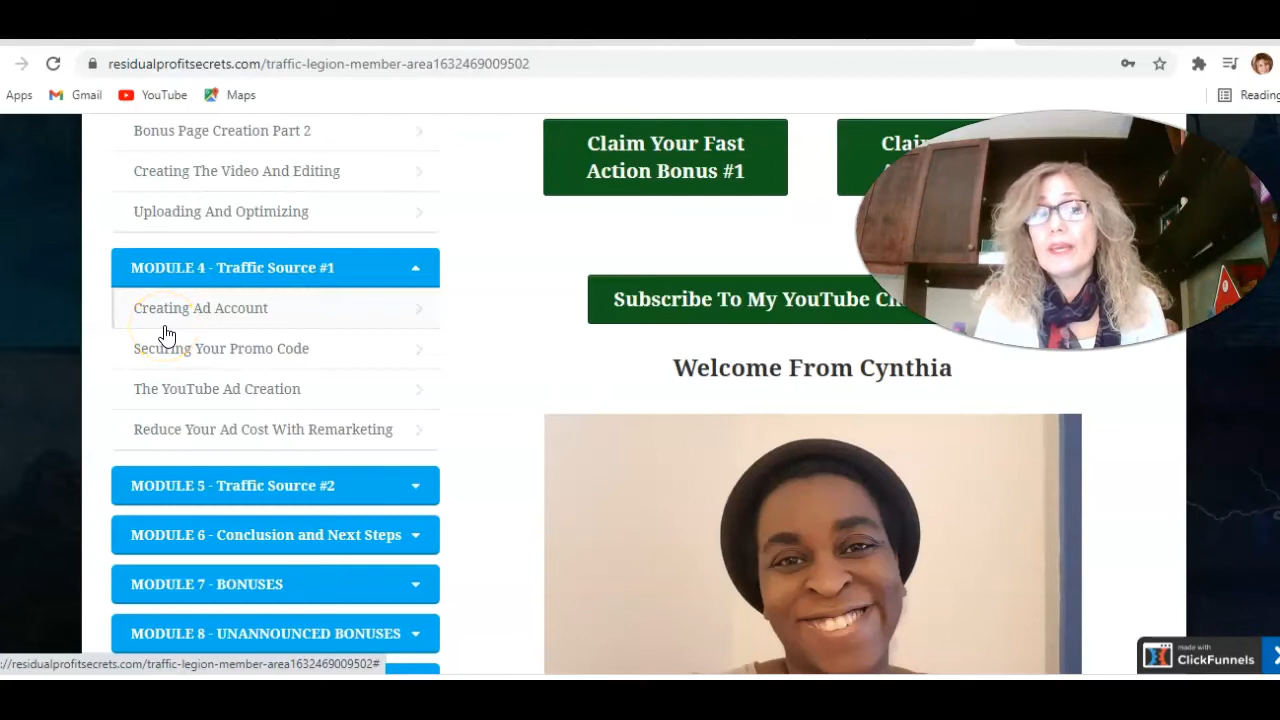 residualprofitsecrets.com/traffic-legion-member-area1632469009502
Apps
Gmail
YouTube
Maps
Reading
Bonus Page Creation Part 2
Creating The Video And Editing
Uploading And Optimizing
MODULE 4 - Traffic Source #1
Creating Ad Account
Securing Your Promo Code
The YouTube Ad Creation
Reduce Your Ad Cost With Remarketing
MODULE 5 - Traffic Source #2
MODULE 6 - Conclusion and Next Steps
MODULE 7 - BONUSES
MODULE 8 - UNANNOUNCED BONUSES
://residualprofitsecrets.com/traffic-legion-member-area1632469009502#
Claim Your Fast
Action Bonus #1
Subscribe To My YouTube
Welcome From Cynthia
made with
ClickFunnels